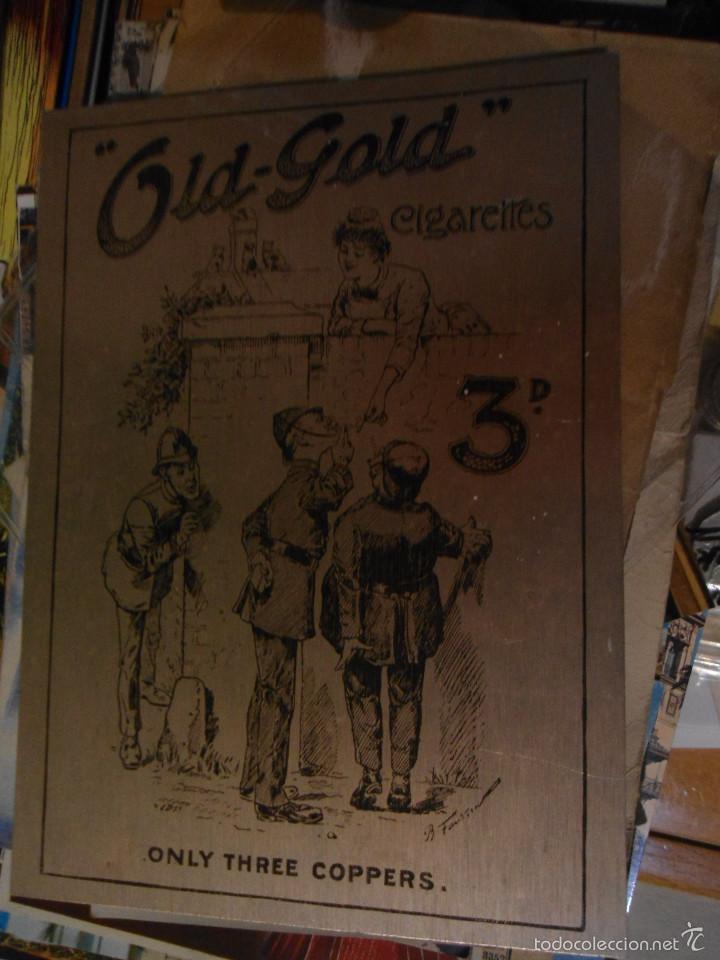 "Old-Gold"
Cigarettes
3D.
ONLY THREE COPPERS.
todocoleccion.net